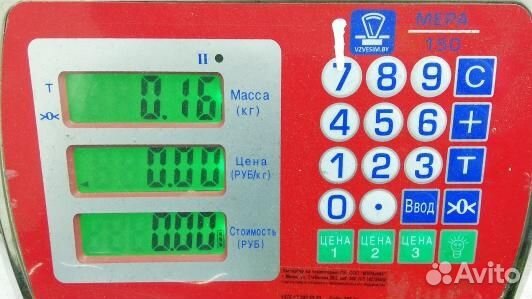 МЕРА
VZVESIM.BY
150
II
T
>0<
0.16
Масса
(кг)
0.00
Цена
(РУБ/кг)
0.00
Стоимость
(РУБ)
7 8 9 C
4 5 6 +
1 2 3 T
0 • Ввод >0<
ЦЕНА 1
ЦЕНА 2
ЦЕНА 3
Avito